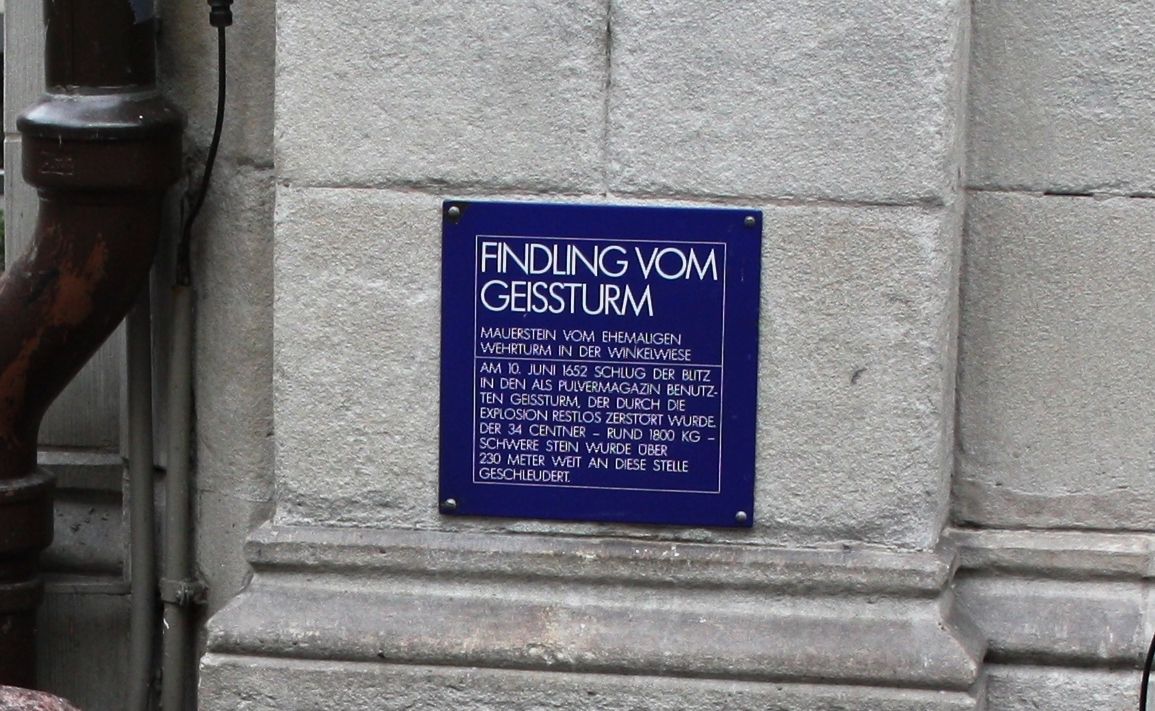 FINDLING VOM
GEISSTURM
MAUERSTEIN VOM EHEMALIGEN
WEHRTURM IN DER WINKELWIESE
AM 10. JUNI 1652 SCHLUG DER BLITZ
IN DEN ALS PULVERMAGAZIN BENUTZ-
TEN GEISSTURM, DER DURCH DIE
EXPLOSION RESTLOS ZERSTÖRT WURDE.
DER 34 CENTNER – RUND 1800 KG –
SCHWERE STEIN WURDE ÜBER
230 METER WEIT AN DIESE STELLE
GESCHLEUDERT.